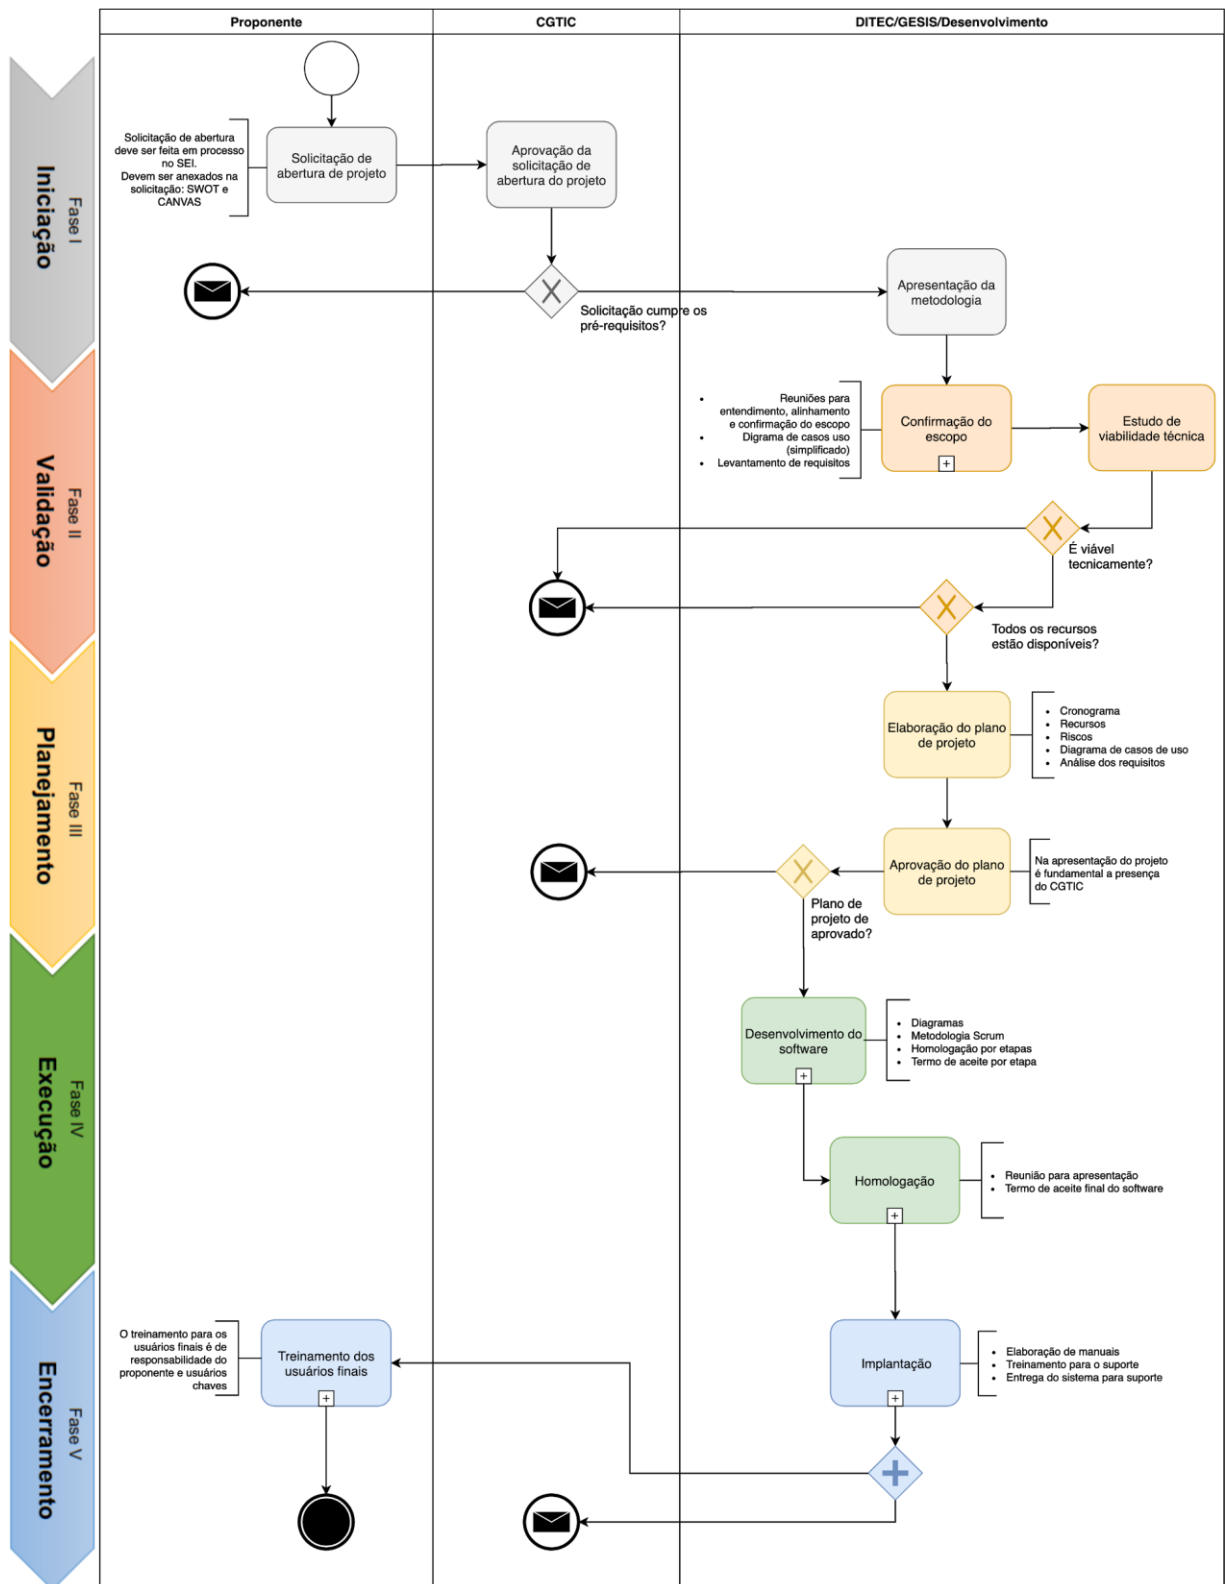 Proponente
CGTIC
DITEC/GESIS/Desenvolvimento
Fase I
Iniciação
Solicitação de abertura
deve ser feita em processo
no SEI.
Devem ser anexados na
solicitação: SWOT e
CANVAS
Solicitação de
abertura de projeto
Aprovação da
solicitação de
abertura do projeto
Solicitação cumpre os
pré-requisitos?
Apresentação da
metodologia
Fase II
Validação
• Reuniões para
entendimento, alinhamento
e confirmação do escopo
• Digrama de casos uso
(simplificado)
• Levantamento de requisitos
Confirmação do
escopo
Estudo de
viabilidade técnica
É viável
tecnicamente?
Todos os recursos
estão disponíveis?
Fase III
Planejamento
Elaboração do plano
de projeto
• Cronograma
• Recursos
• Riscos
• Diagrama de casos de uso
• Análise dos requisitos
Aprovação do plano
de projeto
Na apresentação do projeto
é fundamental a presença
do CGTIC
Plano de
projeto de
aprovado?
Fase IV
Execução
Desenvolvimento do
software
• Diagramas
• Metodologia Scrum
• Homologação por etapas
• Termo de aceite por etapa
Homologação
• Reunião para apresentação
• Termo de aceite final do software
Fase V
Encerramento
O treinamento para os
usuários finais é de
responsabilidade do
proponente e usuários
chaves
Treinamento dos
usuários finais
Implantação
• Elaboração de manuais
• Treinamento para o suporte
• Entrega do sistema para suporte